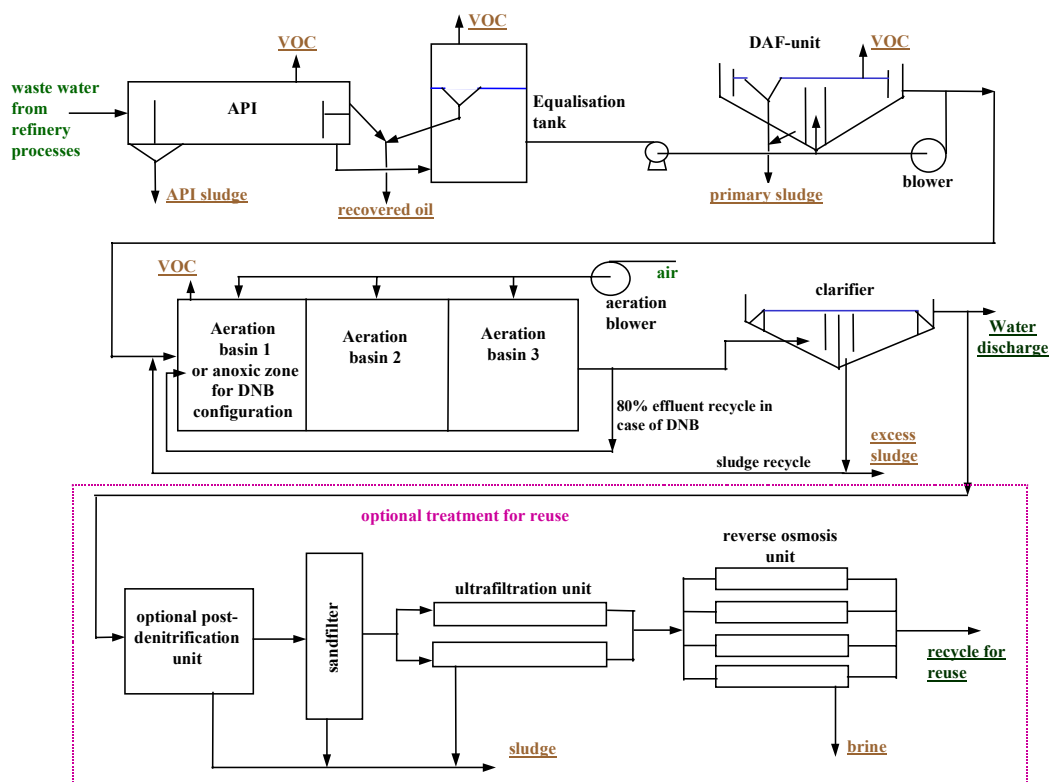 VOC
VOC
DAF-unit
VOC
waste water
from
refinery
processes
API
Equalisation
tank
blower
API sludge
recovered oil
primary sludge
VOC
air
aeration
blower
clarifier
Aeration
basin 1
or anoxic zone
for DNB
configuration
Aeration
basin 2
Aeration
basin 3
Water
discharge
80% effluent recycle in
case of DNB
excess
sludge
sludge recycle
optional treatment for reuse
reverse osmosis
unit
ultrafiltration unit
optional post-
denitrification
unit
sandfilter
recycle for
reuse
sludge
brine